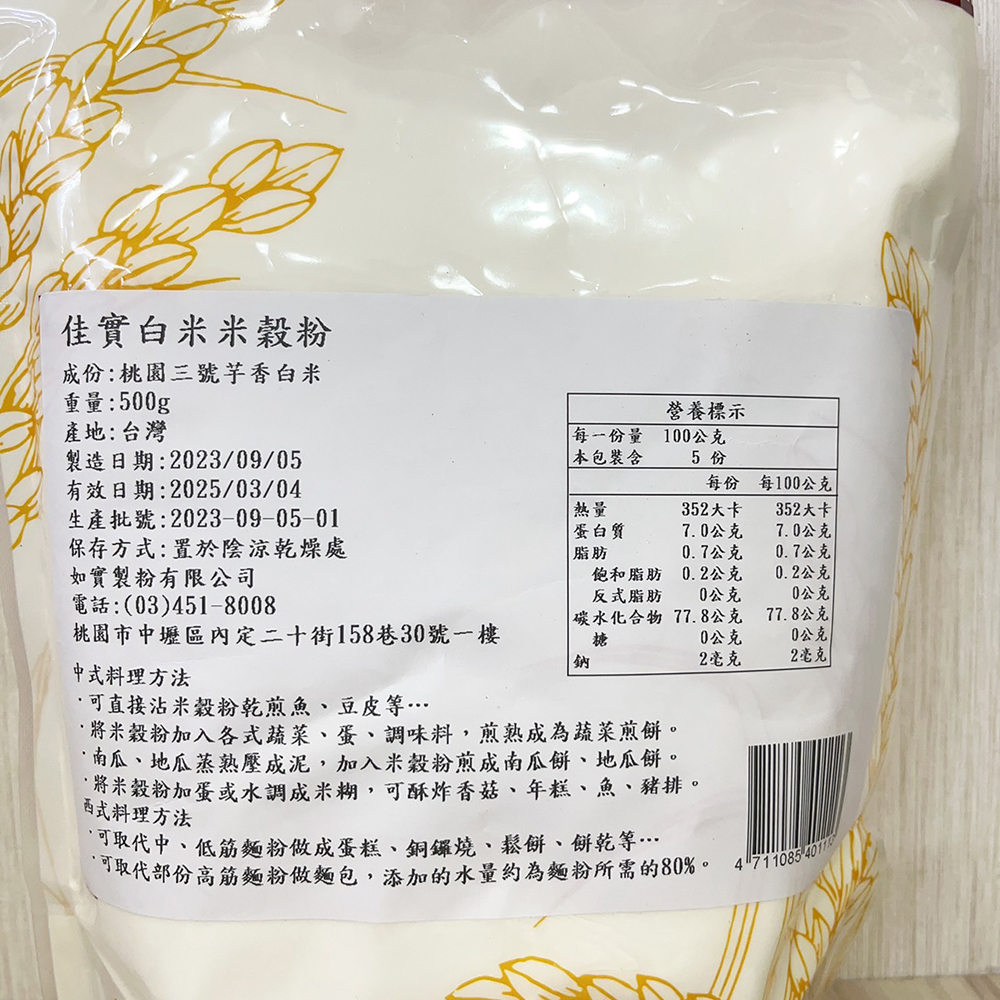 佳實白米米穀粉
成份:桃園三號芋香白米
重量:500g
產地:台灣
製造日期:2023/09/05
有效日期:2025/03/04
生產批號:2023-09-05-01
保存方式:置於陰涼乾燥處
如實製粉有限公司
電話:(03)451-8008
桃園市中壢區內定二十街158巷30號一樓
營養標示
每一份量 100公克
本包裝含 5 份
每份 每100公克
熱量 352大卡 352大卡
蛋白質 7.0公克 7.0公克
脂肪 0.7公克 0.7公克
飽和脂肪 0.2公克 0.2公克
反式脂肪 0公克 0公克
碳水化合物 77.8公克 77.8公克
糖 0公克 0公克
鈉 2毫克 2毫克
中式料理方法
·可直接沾米穀粉乾煎魚、豆皮等…
·將米穀粉加入各式蔬菜、蛋、調味料，煎熟成為蔬菜煎餅。
·南瓜、地瓜蒸熟壓成泥，加入米穀粉煎成南瓜餅、地瓜餅。
·將米穀粉加蛋或水調成米糊，可酥炸香菇、年糕、魚、豬排。
西式料理方法
·可取代中、低筋麵粉做成蛋糕、銅鑼燒、鬆餅、餅乾等…
·可取代部份高筋麵粉做麵包，添加的水量約為麵粉所需的80%。
4 711085